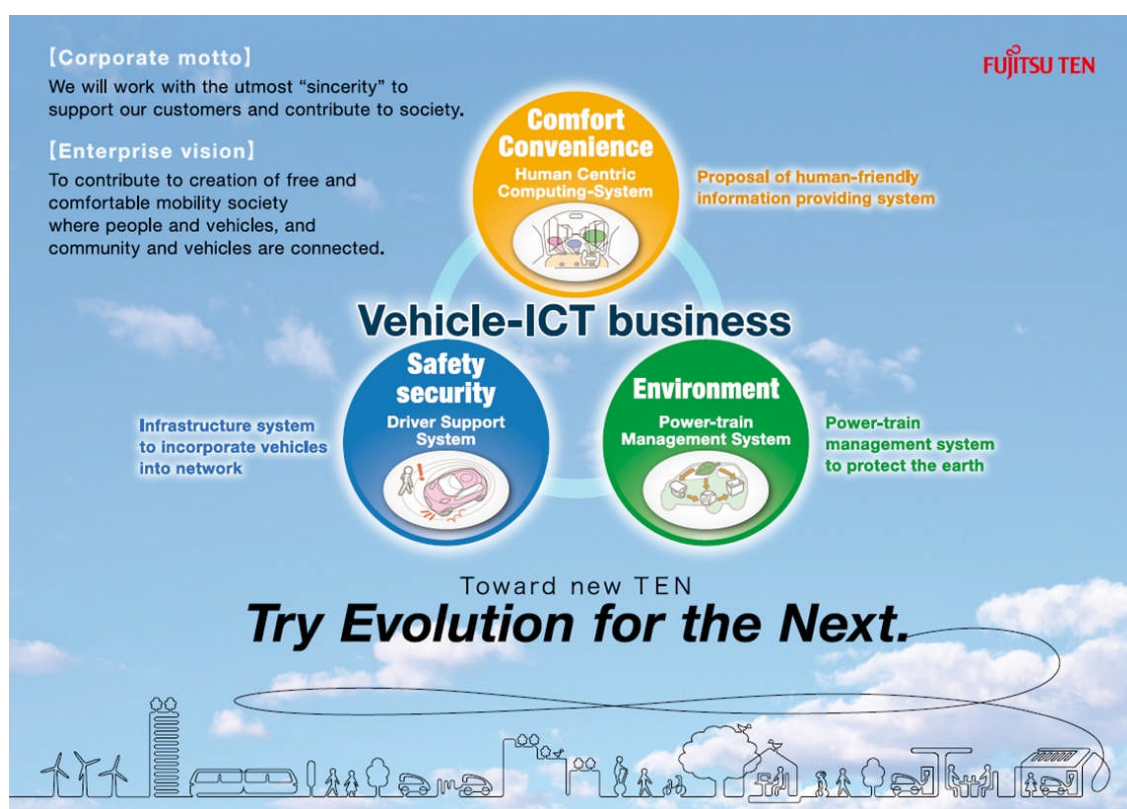 【Corporate motto】
We will work with the utmost “sincerity” to
support our customers and contribute to society.
【Enterprise vision】
To contribute to creation of free and
comfortable mobility society
where people and vehicles, and
community and vehicles are connected.
FUJITSU TEN
Comfort
Convenience
Human Centric
Computing-System
Proposal of human-friendly
information providing system
Vehicle-ICT business
Safety
security
Driver Support
System
Infrastructure system
to incorporate vehicles
into network
Environment
Power-train
Management System
Power-train
management system
to protect the earth
Toward new TEN
Try Evolution for the Next.